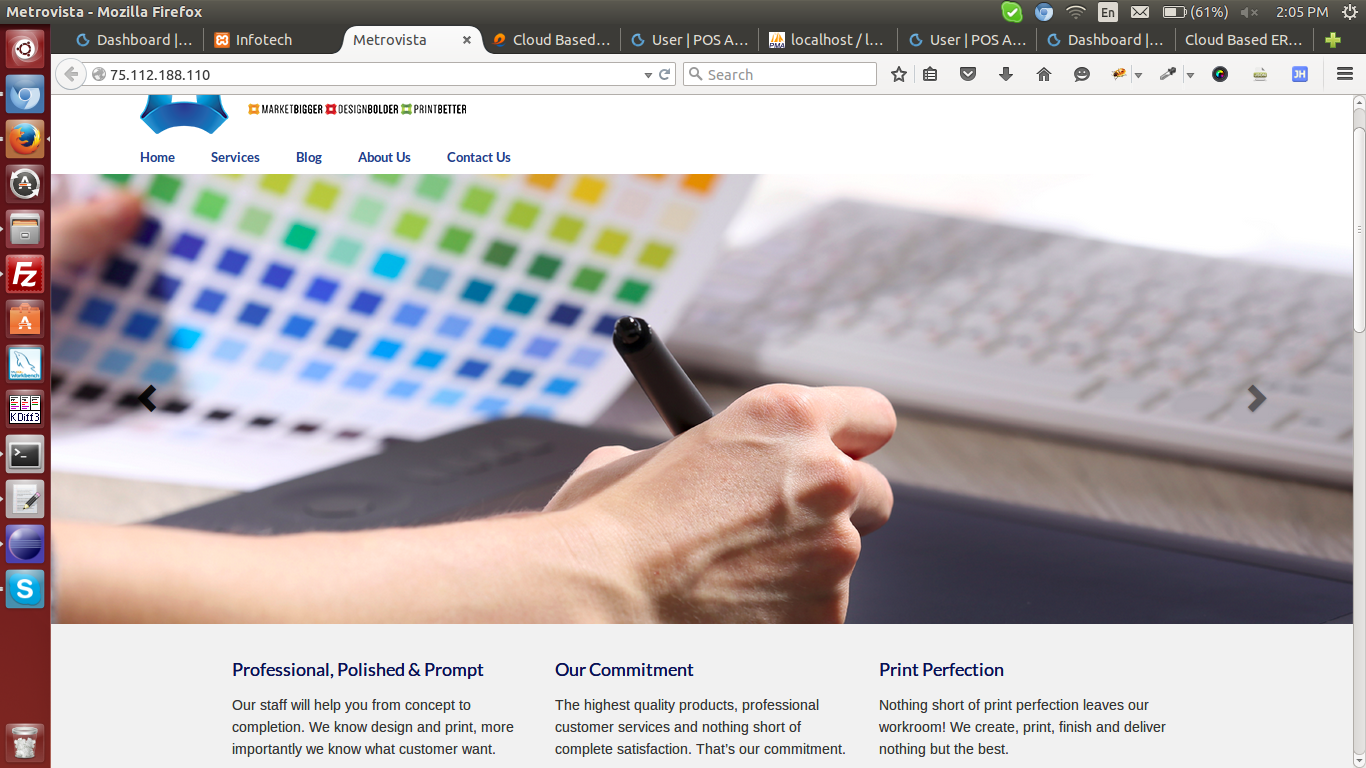 Metrovista - Mozilla Firefox
En
(61%)
2:05 PM
Dashboard |...
Infotech
Metrovista
Cloud Based...
User | POS A...
localhost / l...
User | POS A...
Dashboard |...
Cloud Based ER...
75.112.188.110
Search
JH
MARKETBIGGER DESIGNBOLDER PRINTBETTER
Home
Services
Blog
About Us
Contact Us
Fz
KDiff3
S
Professional, Polished & Prompt
Our staff will help you from concept to
completion. We know design and print, more
importantly we know what customer want.
Our Commitment
The highest quality products, professional
customer services and nothing short of
complete satisfaction. That's our commitment.
Print Perfection
Nothing short of print perfection leaves our
workroom! We create, print, finish and deliver
nothing but the best.